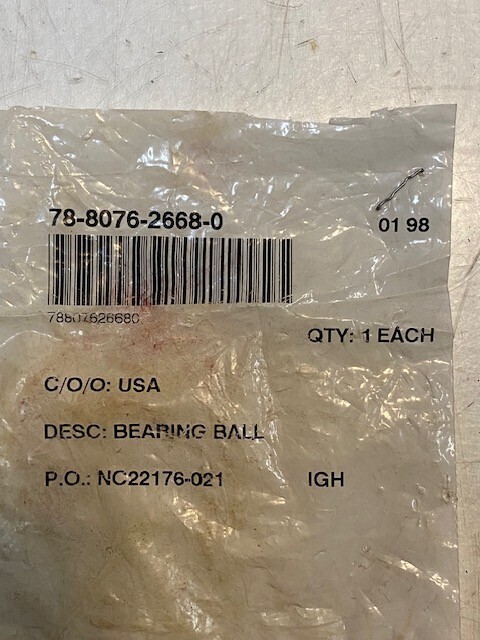 78-8076-2668-0
01 98
78807626680
QTY: 1 EACH
C/O/O: USA
DESC: BEARING BALL
P.O.: NC22176-021 IGH